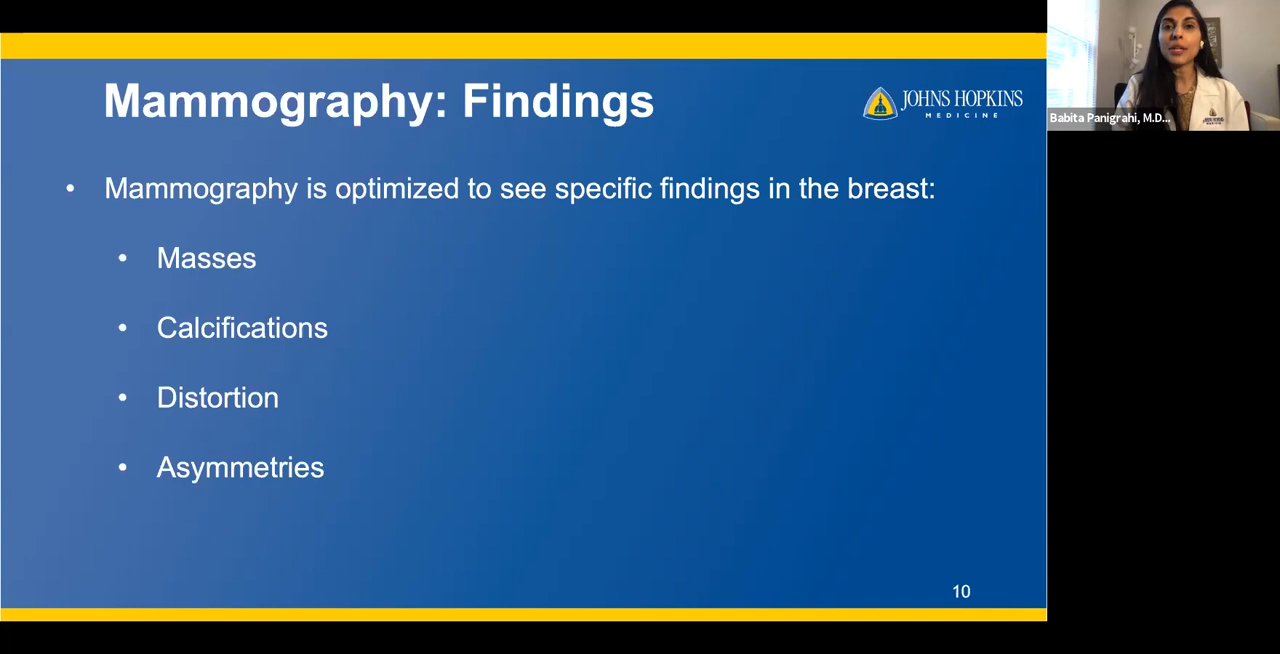 Mammography: Findings
JOHNS HOPKINS
MEDICINE
Babita Panigrahi, M.D...
• Mammography is optimized to see specific findings in the breast:
• Masses
• Calcifications
• Distortion
• Asymmetries
10